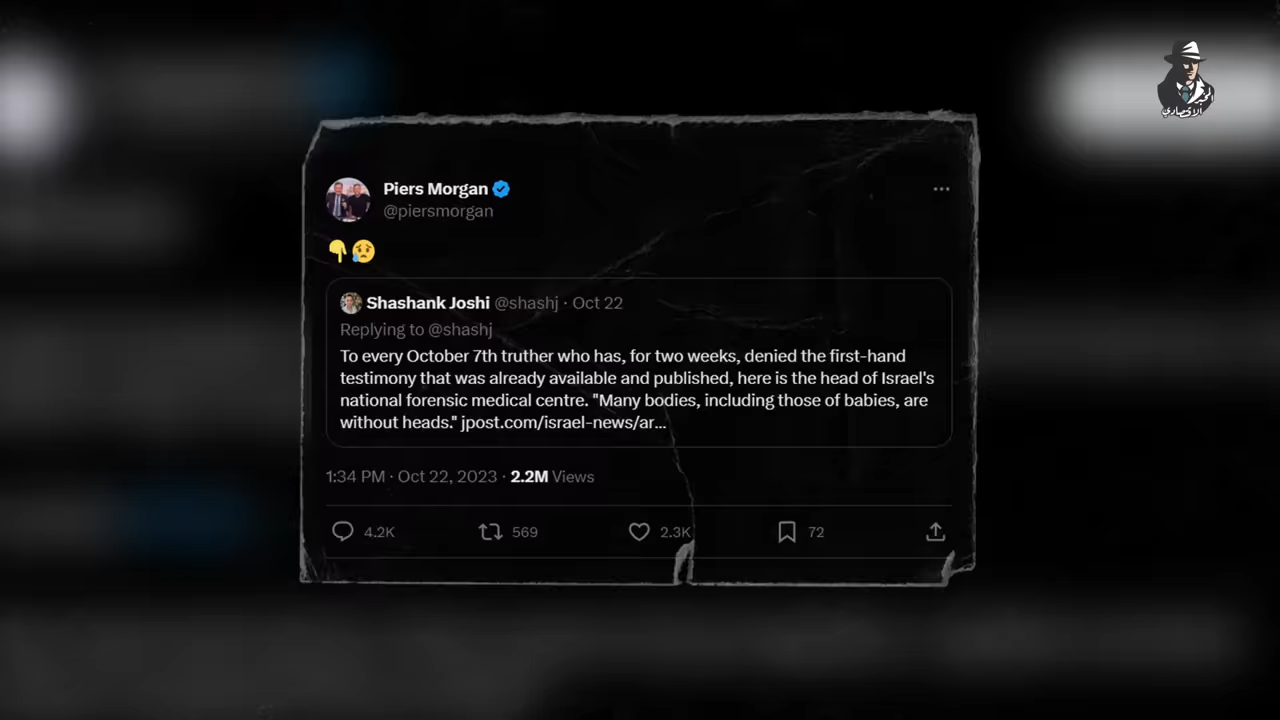 المخبر
الاقتصادي
Piers Morgan
@piersmorgan
👇😢
Shashank Joshi @shashj · Oct 22
Replying to @shashj
To every October 7th truther who has, for two weeks, denied the first-hand
testimony that was already available and published, here is the head of Israel's
national forensic medical centre. "Many bodies, including those of babies, are
without heads." jpost.com/israel-news/ar...
1:34 PM · Oct 22, 2023 · 2.2M Views
4.2K 569 2.3K 72